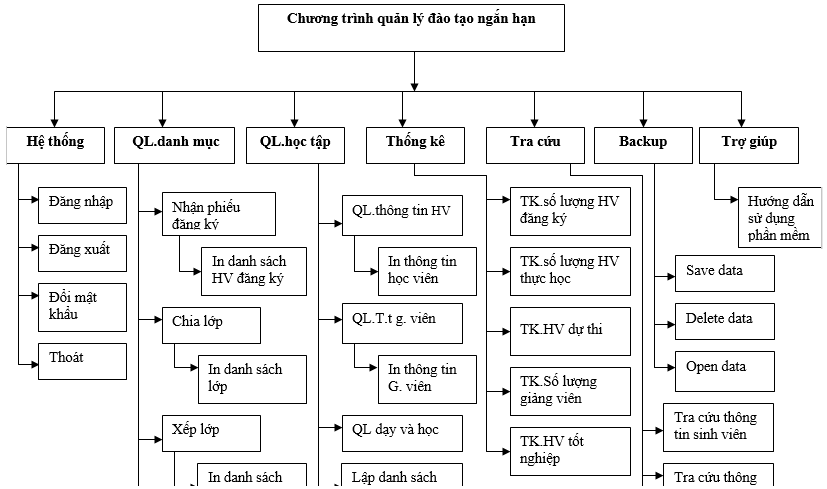 Chương trình quản lý đào tạo ngắn hạn
Hệ thống
QL.danh mục
QL.học tập
Thống kê
Tra cứu
Backup
Trợ giúp
Đăng nhập
Đăng xuất
Đổi mật
khẩu
Thoát
Nhận phiếu
đăng ký
In danh sách
HV đăng ký
Chia lớp
In danh sách
lớp
Xếp lớp
In danh sách
QL.thông tin HV
In thông tin
học viên
QL.T.t g. viên
In thông tin
G. viên
QL dạy và học
Lập danh sách
TK.số lượng HV
đăng ký
TK.số lượng HV
thực học
TK.HV dự thi
TK.Số lượng
giảng viên
TK.HV tốt
nghiệp
Tra cứu thông
tin sinh viên
Tra cứu thông
Save data
Delete data
Open data
Hướng dẫn
sử dụng
phần mềm